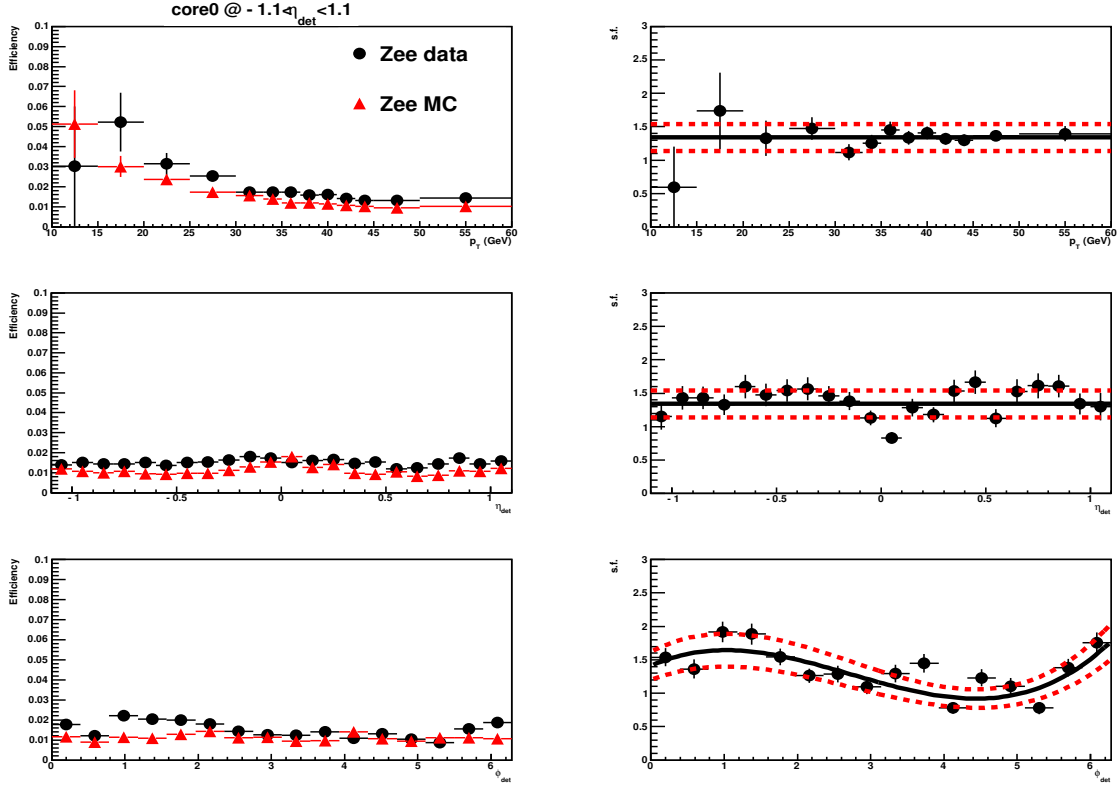 core0 @ - 1.1<η_det <1.1
Efficiency
0.1
0.09
0.08
0.07
0.06
0.05
0.04
0.03
0.02
0.01
0
Zee data
Zee MC
10 15 20 25 30 35 40 45 50 55 60
p_T (GeV)
s.f.
3
2.5
2
1.5
1
0.5
0
10 15 20 25 30 35 40 45 50 55 60
p_T (GeV)
Efficiency
0.1
0.09
0.08
0.07
0.06
0.05
0.04
0.03
0.02
0.01
0
- 1 - 0.5 0 0.5 1
η_det
s.f.
3
2.5
2
1.5
1
0.5
0
- 1 - 0.5 0 0.5 1
η_det
Efficiency
0.1
0.09
0.08
0.07
0.06
0.05
0.04
0.03
0.02
0.01
0
0 1 2 3 4 5 6
ϕ_det
s.f.
3
2.5
2
1.5
1
0.5
0
0 1 2 3 4 5 6
ϕ_det